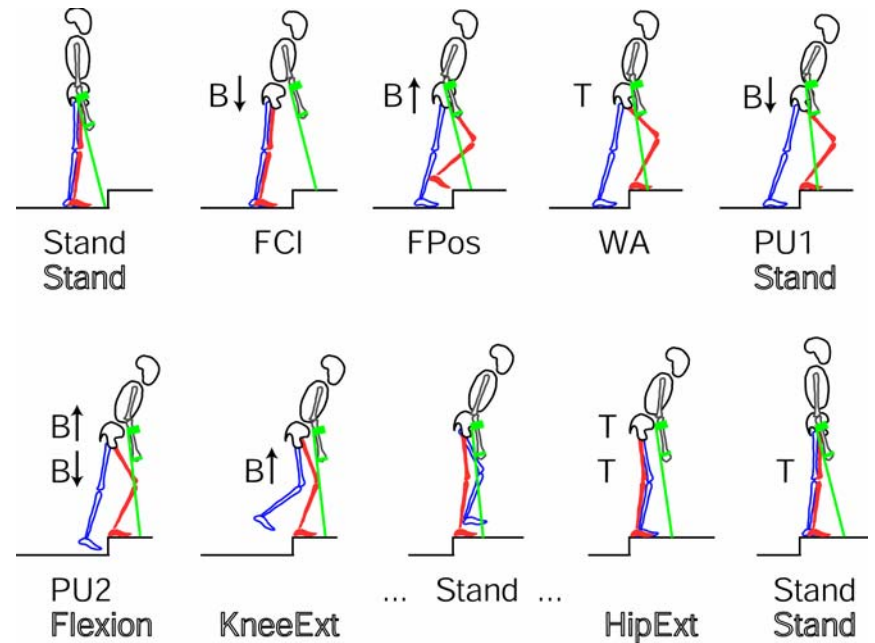 B↓ B↑ T B↓
Stand FCI FPos WA PU1
Stand Stand
B↑ T
B↓ B↑ T T
PU2 ... Stand ... Stand
Flexion KneeExt HipExt Stand